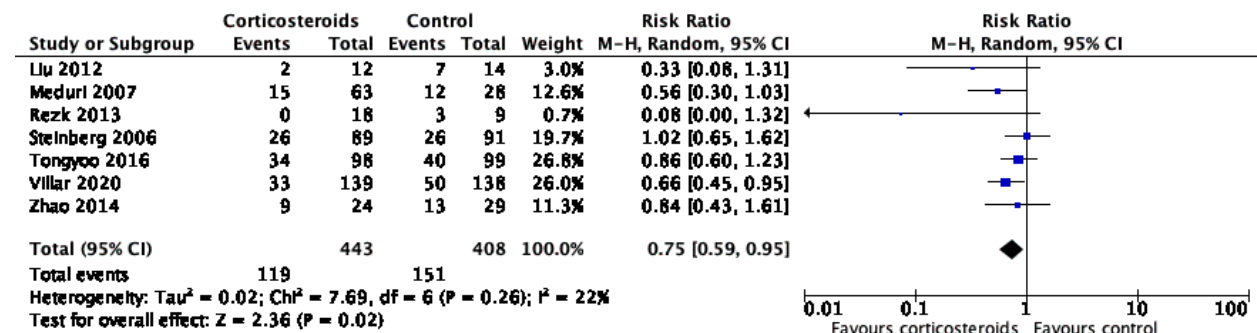 Corticosteroids Control Risk Ratio Risk Ratio
Study or Subgroup Events Total Events Total Weight M-H, Random, 95% CI M-H, Random, 95% CI
Liu 2012 2 12 7 14 3.0% 0.33 [0.08, 1.31]
Meduri 2007 15 63 12 28 12.6% 0.56 [0.30, 1.03]
Rezk 2013 0 18 3 9 0.7% 0.08 [0.00, 1.32]
Steinberg 2006 26 89 26 91 19.7% 1.02 [0.65, 1.62]
Tongyoo 2016 34 98 40 99 26.8% 0.86 [0.60, 1.23]
Villar 2020 33 139 50 138 26.0% 0.66 [0.45, 0.95]
Zhao 2014 9 24 13 29 11.3% 0.84 [0.43, 1.61]
Total (95% CI) 443 408 100.0% 0.75 [0.59, 0.95]
Total events 119 151
Heterogeneity: Tau² = 0.02; Chi² = 7.69, df = 6 (P = 0.26); I² = 22%
Test for overall effect: Z = 2.36 (P = 0.02)
0.01 0.1 1 10 100
Favours corticosteroids Favours control